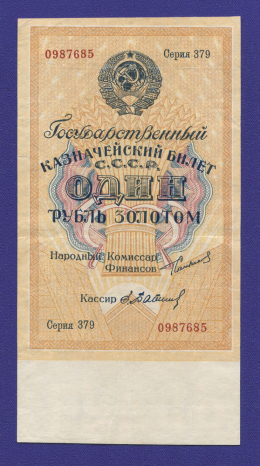 0987685 Серия 379
Государственный
КАЗНАЧЕЙСКИЙ БИЛЕТ
С.С.С.Р.
ОДИН
РУБЛЬ ЗОЛОТОМ
Народный Комиссар
Финансов
Кассир
Серия 379 0987685